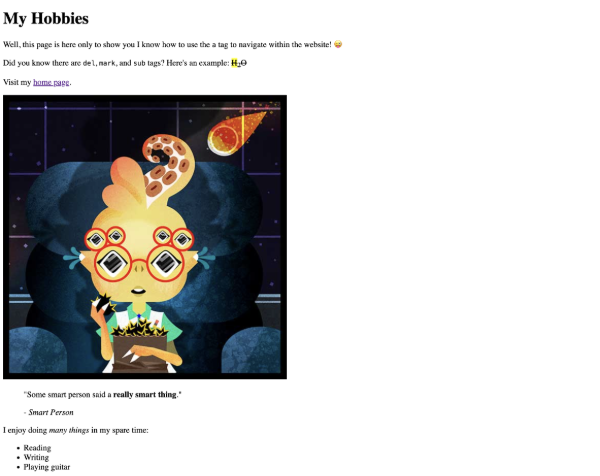 My Hobbies
Well, this page is here only to show you I know how to use the a tag to navigate within the website! 😄
Did you know there are del, mark, and sub tags? Here's an example: H₂O
Visit my home page.
"Some smart person said a really smart thing."
- Smart Person
I enjoy doing many things in my spare time:
• Reading
• Writing
• Playing guitar